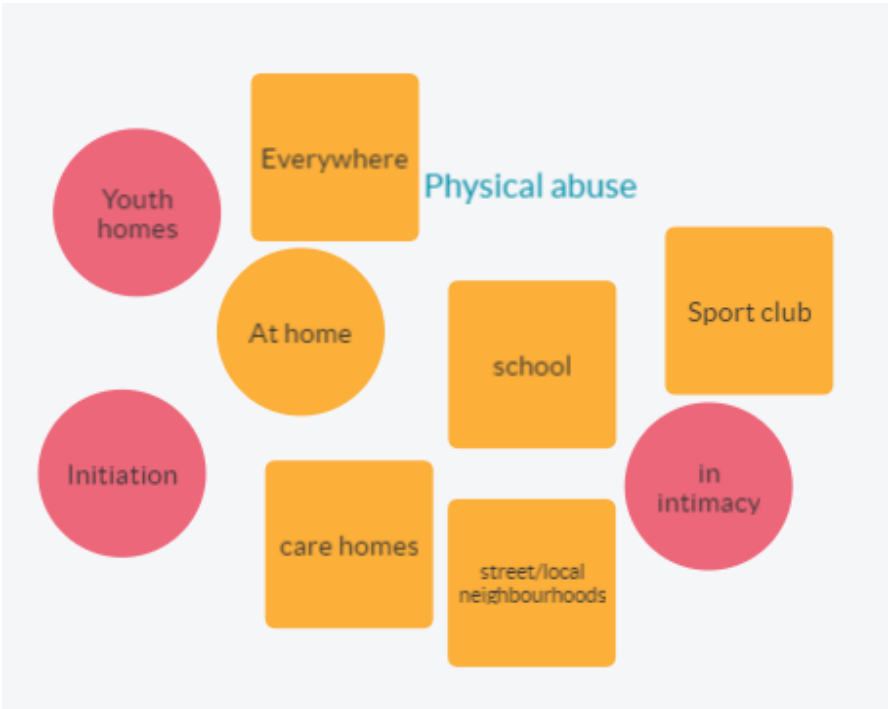 Everywhere
Physical abuse
Youth
homes
At home
Sport club
school
Initiation
in
intimacy
care homes
street/local
neighbourhoods